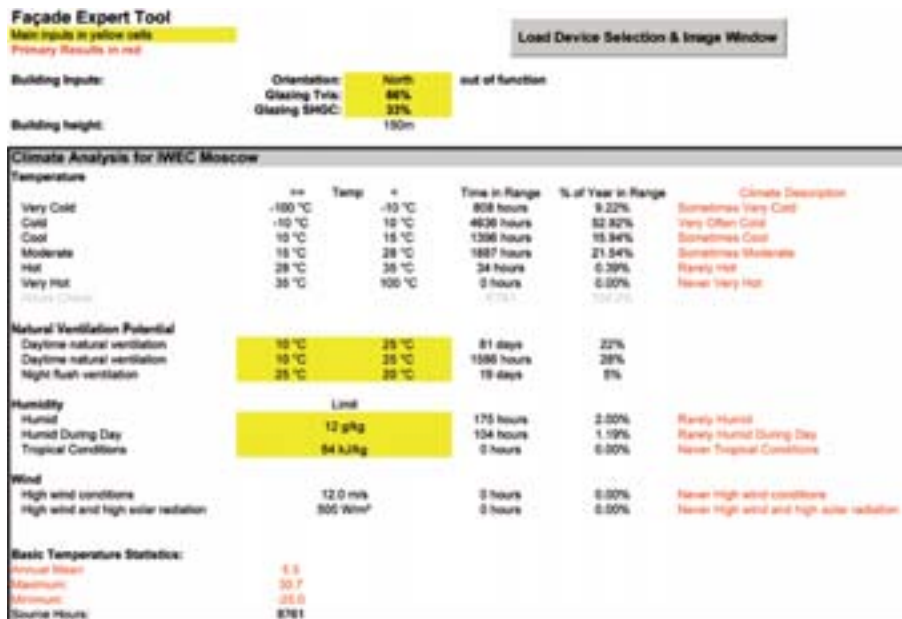 Façade Expert Tool
Main inputs in yellow cells
Primary Results in red
Load Device Selection & Image Window
Building Inputs: Orientation: North out of function
Glazing Tvis: 66%
Glazing SHGC: 33%
Building height: 150m
Climate Analysis for IWEC Moscow
Temperature
>= Temp < Time in Range % of Year in Range Climate Description
Very Cold -100 °C -10 °C 808 hours 9.22% Sometimes Very Cold
Cold -10 °C 10 °C 4636 hours 52.92% Very Often Cold
Cool 10 °C 15 °C 1396 hours 15.94% Sometimes Cool
Moderate 15 °C 28 °C 1887 hours 21.54% Sometimes Moderate
Hot 28 °C 35 °C 34 hours 0.39% Rarely Hot
Very Hot 35 °C 100 °C 0 hours 0.00% Never Very Hot
Hours Check 8761
Natural Ventilation Potential
Daytime natural ventilation 10 °C 25 °C 81 days 22%
Daytime natural ventilation 10 °C 25 °C hours
Night flush ventilation 25 °C 20 °C 19 days 5%
Humidity Limit
Humid 12 g/kg 175 hours 2.00% Rarely Humid
Humid During Day 104 hours 1.19% Rarely Humid During Day
Tropical Conditions kJ/kg 0 hours 0.00% Never Tropical Conditions
Wind
High wind conditions 12.0 m/s 0 hours 0.00% Never High wind conditions
High wind and high solar radiation 500 W/m² 0 hours 0.00% Never High wind and high solar radiation
Basic Temperature Statistics:
Annual Mean:
Maximum: 30.7
Minimum:
Source Hours: 8761